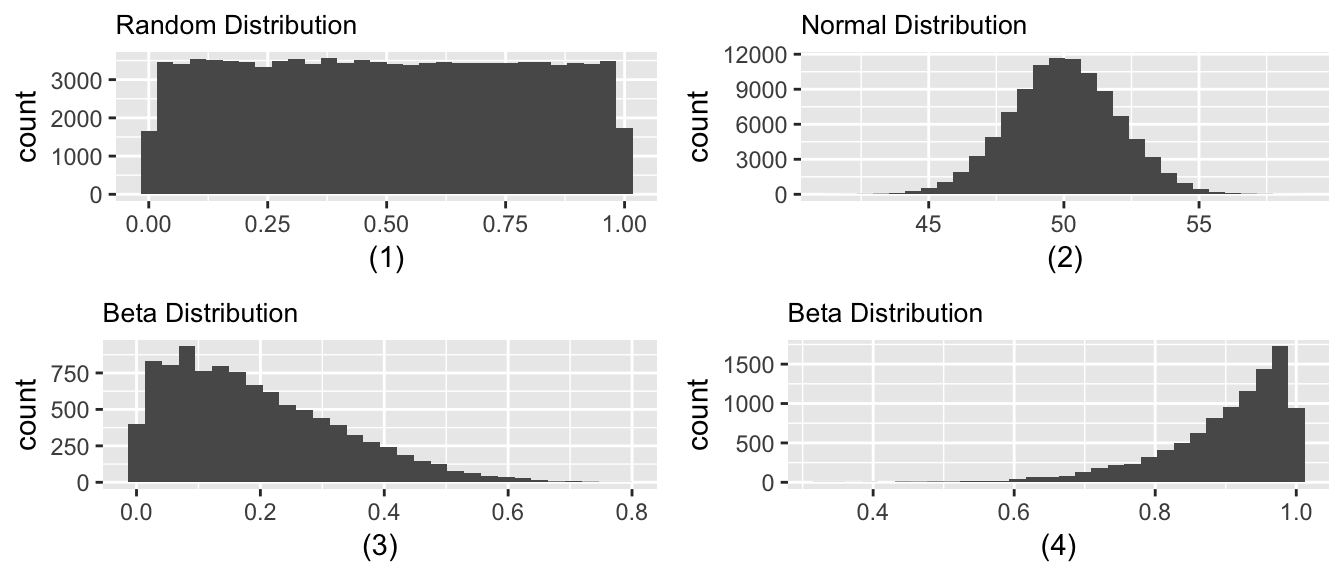 Random Distribution
count
3000
2000
1000
0
0.00 0.25 0.50 0.75 1.00
(1)
Normal Distribution
count
12000
9000
6000
3000
0
45 50 55
(2)
Beta Distribution
count
750
500
250
0
0.0 0.2 0.4 0.6 0.8
(3)
Beta Distribution
count
1500
1000
500
0
0.4 0.6 0.8 1.0
(4)